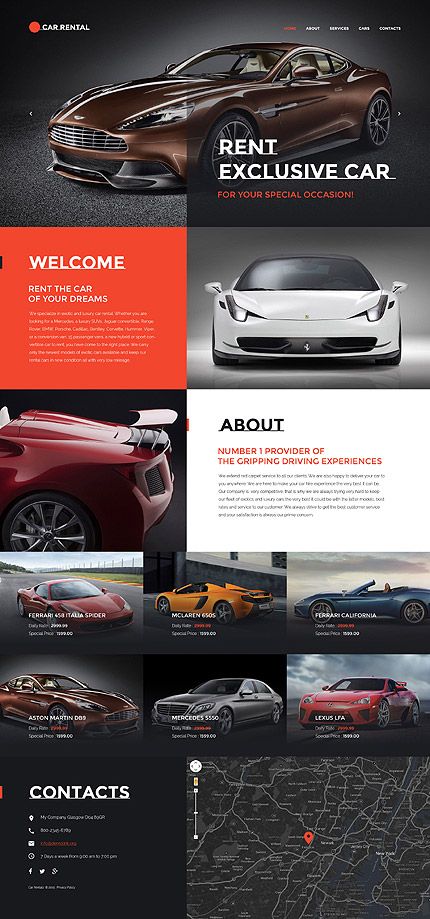 CAR RENTAL
HOME ABOUT SERVICES CARS CONTACTS
RENT
EXCLUSIVE CAR
FOR YOUR SPECIAL OCCASION!
WELCOME
RENT THE CAR
OF YOUR DREAMS
We specialize in exotic and luxury car rental. Whether you are
looking for a Mercedes, a luxury SUVs, Jaguar convertible, Range
Rover, BMW, Porsche, Cadillac, Bentley, Corvette, Hummer, Viper,
or a conversion van, 15 passenger vans, a new hybrid or sport con-
vertible car to rent, you have come to the right place. We carry
only the newest models of exotic cars available and keep our
rental cars in new condition all with very low mileage.
ABOUT
NUMBER 1 PROVIDER OF
THE GRIPPING DRIVING EXPERIENCES
We extend red carpet service to all our clients. We are also happy to deliver your car to
you anywhere. We are here to make your car hire experience the very best it can be.
Our company is very competitive, that is why we are always trying very hard to keep
our fleet of exotics and luxury cars the very best it could be with the latter models, best
rates and service to our customer. We always strive to get the best customer service
and your satisfaction is always our prime concern.
FERRARI 458 ITALIA SPIDER
Daily Rate : 2999.99
Special Price : 1599.00
MCLAREN 650S
Daily Rate : 2999.99
Special Price : 1599.00
FERRARI CALIFORNIA
Daily Rate : 2999.99
Special Price : 1599.00
ASTON MARTIN DB9
Daily Rate : 2999.99
Special Price : 1599.00
MERCEDES S550
Daily Rate : 2999.99
Special Price : 1599.00
LEXUS LFA
Daily Rate : 2999.99
Special Price : 1599.00
CONTACTS
My Company Glasgow D04 89GR
800-2345-6789
info@demolink.org
7 Days a week from 9:00 am to 7:00 pm
Car Rental © 2015 Privacy Policy
Newark
Jersey City
New York